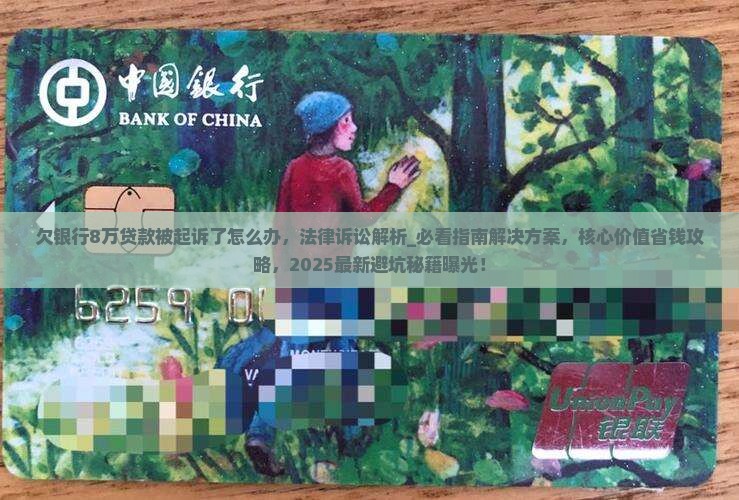 中国银行
BANK OF CHINA
欠银行8万贷款被起诉了怎么办，法律诉讼解析_必看指南解决方案，核心价值省钱攻
略，2025最新避坑秘籍曝光！
6259 0
UnionPay
银联